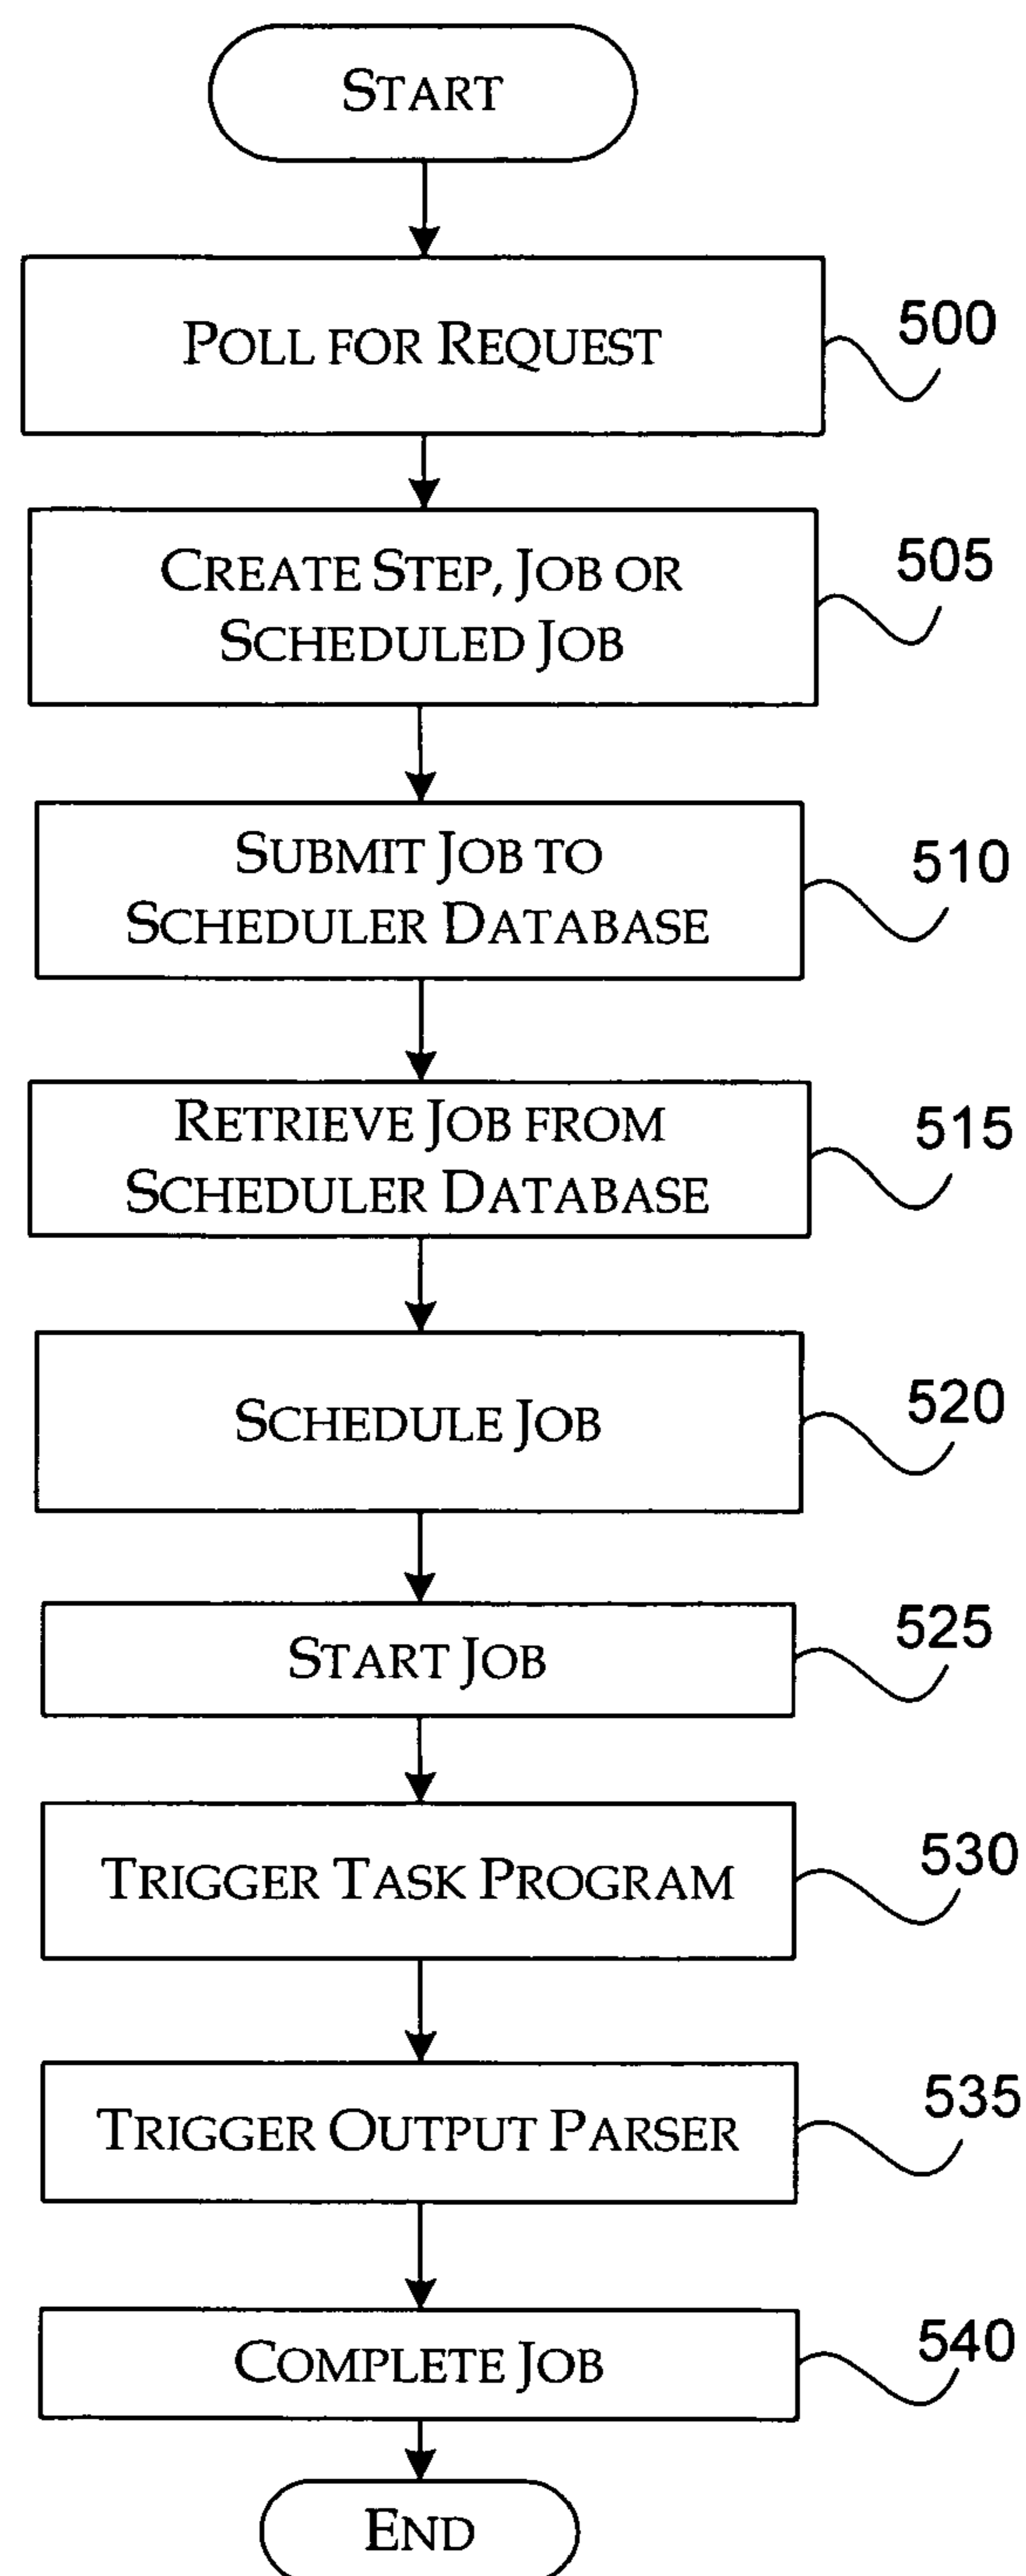 START
POLL FOR REQUEST
500
CREATE STEP, JOB OR
SCHEDULED JOB
505
SUBMIT JOB TO
SCHEDULER DATABASE
510
RETRIEVE JOB FROM
SCHEDULER DATABASE
515
SCHEDULE JOB
520
START JOB
525
TRIGGER TASK PROGRAM
530
TRIGGER OUTPUT PARSER
535
COMPLETE JOB
540
END